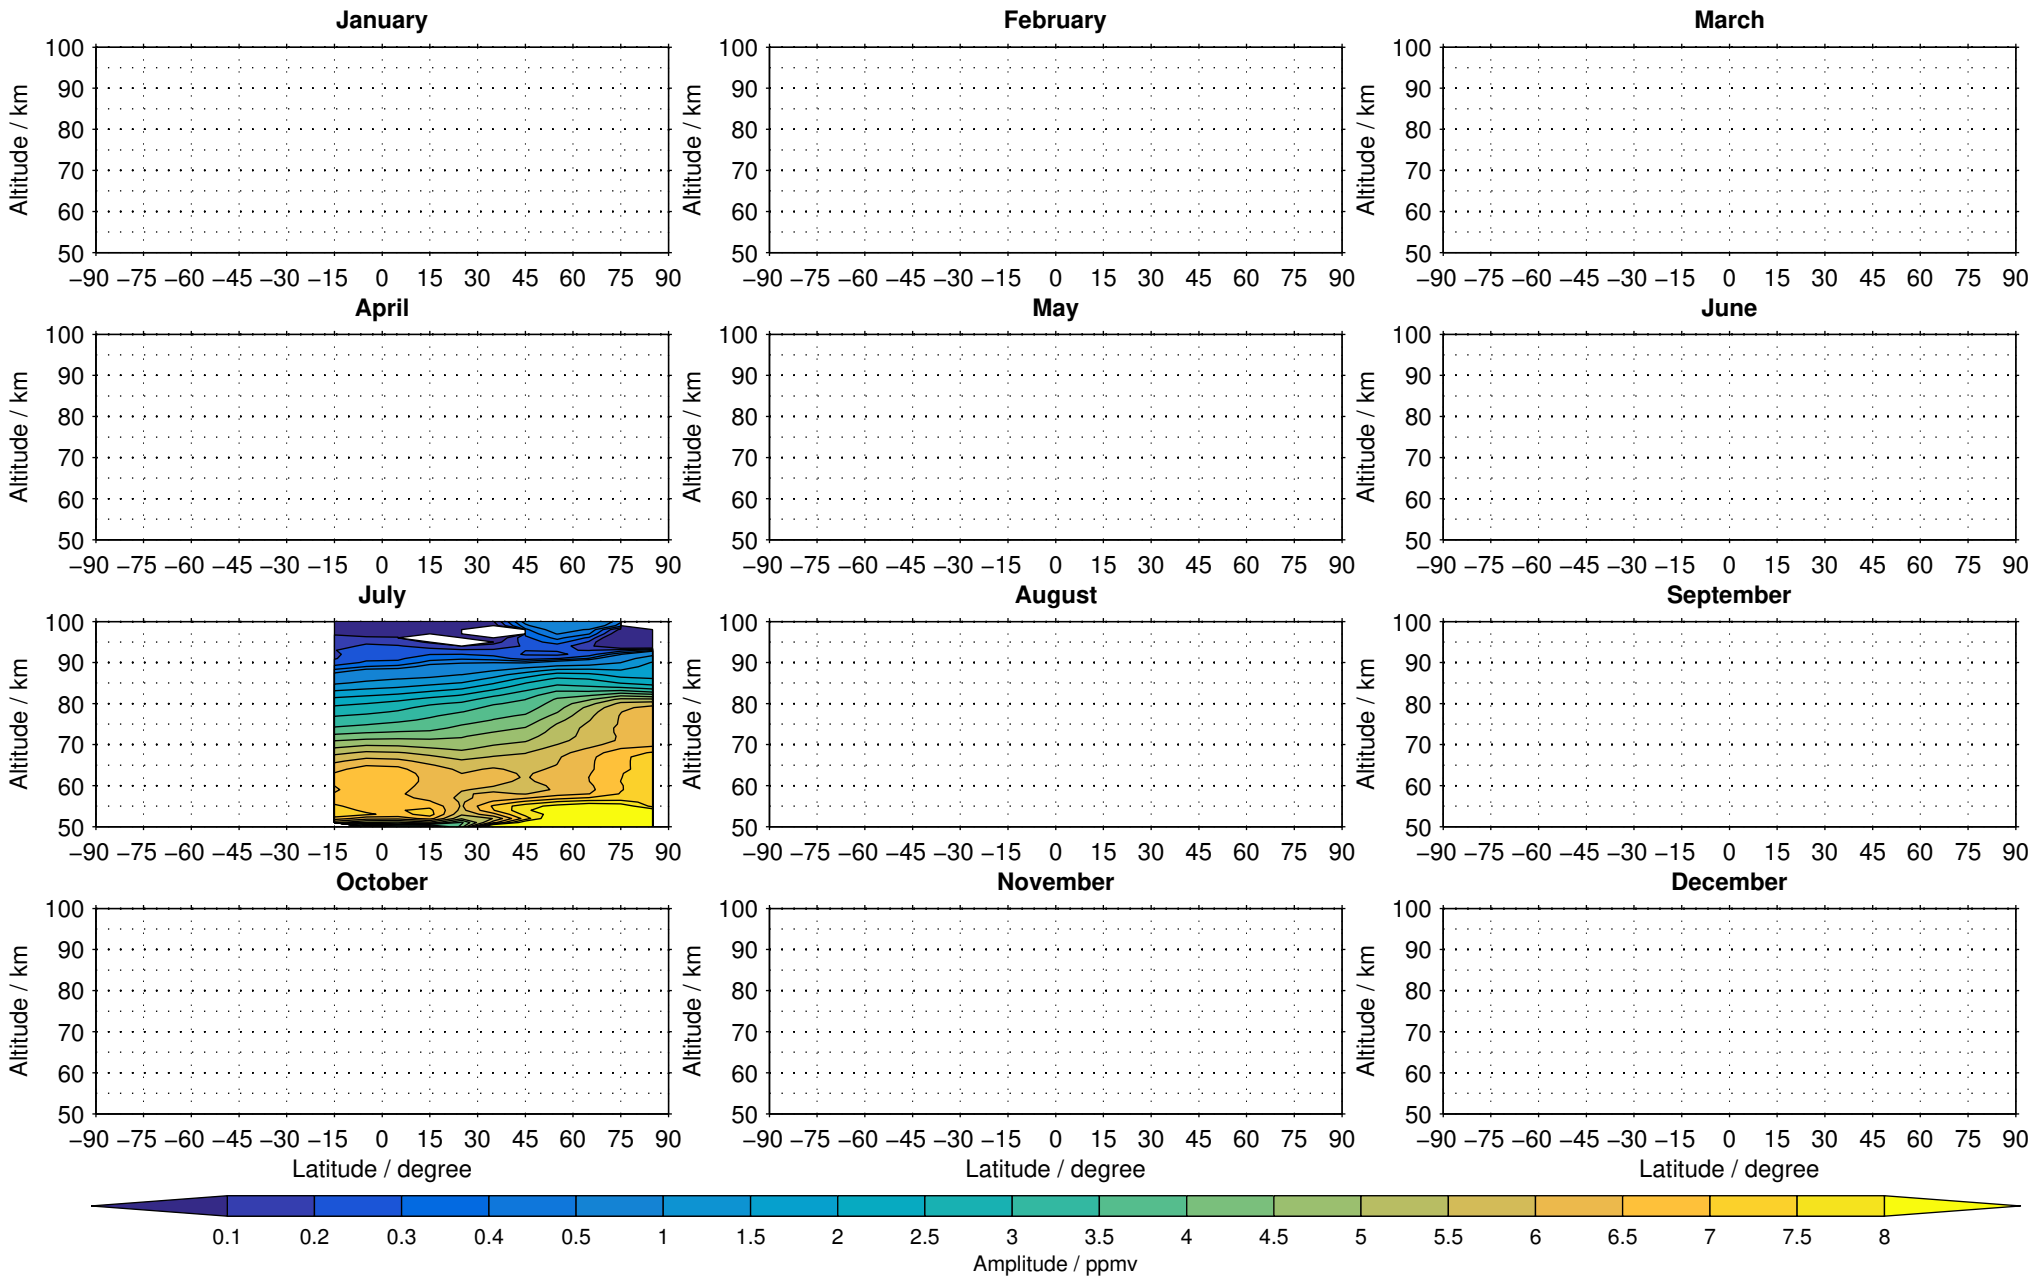 January February March
Altitude / km 100 90 80 70 60 50 Altitude / km 100 90 80 70 60 50 Altitude / km 100 90 80 70 60 50
−90 −75 −60 −45 −30 −15 0 15 30 45 60 75 90 −90 −75 −60 −45 −30 −15 0 15 30 45 60 75 90 −90 −75 −60 −45 −30 −15 0 15 30 45 60 75 90
April May June
Altitude / km 100 90 80 70 60 50 Altitude / km 100 90 80 70 60 50 Altitude / km 100 90 80 70 60 50
−90 −75 −60 −45 −30 −15 0 15 30 45 60 75 90 −90 −75 −60 −45 −30 −15 0 15 30 45 60 75 90 −90 −75 −60 −45 −30 −15 0 15 30 45 60 75 90
July August September
Altitude / km 100 90 80 70 60 50 Altitude / km 100 90 80 70 60 50 Altitude / km 100 90 80 70 60 50
−90 −75 −60 −45 −30 −15 0 15 30 45 60 75 90 −90 −75 −60 −45 −30 −15 0 15 30 45 60 75 90 −90 −75 −60 −45 −30 −15 0 15 30 45 60 75 90
October November December
Altitude / km 100 90 80 70 60 50 Altitude / km 100 90 80 70 60 50 Altitude / km 100 90 80 70 60 50
−90 −75 −60 −45 −30 −15 0 15 30 45 60 75 90 −90 −75 −60 −45 −30 −15 0 15 30 45 60 75 90 −90 −75 −60 −45 −30 −15 0 15 30 45 60 75 90
Latitude / degree Latitude / degree Latitude / degree
0.1 0.2 0.3 0.4 0.5 1 1.5 2 2.5 3 3.5 4 4.5 5 5.5 6 6.5 7 7.5 8
Amplitude / ppmv